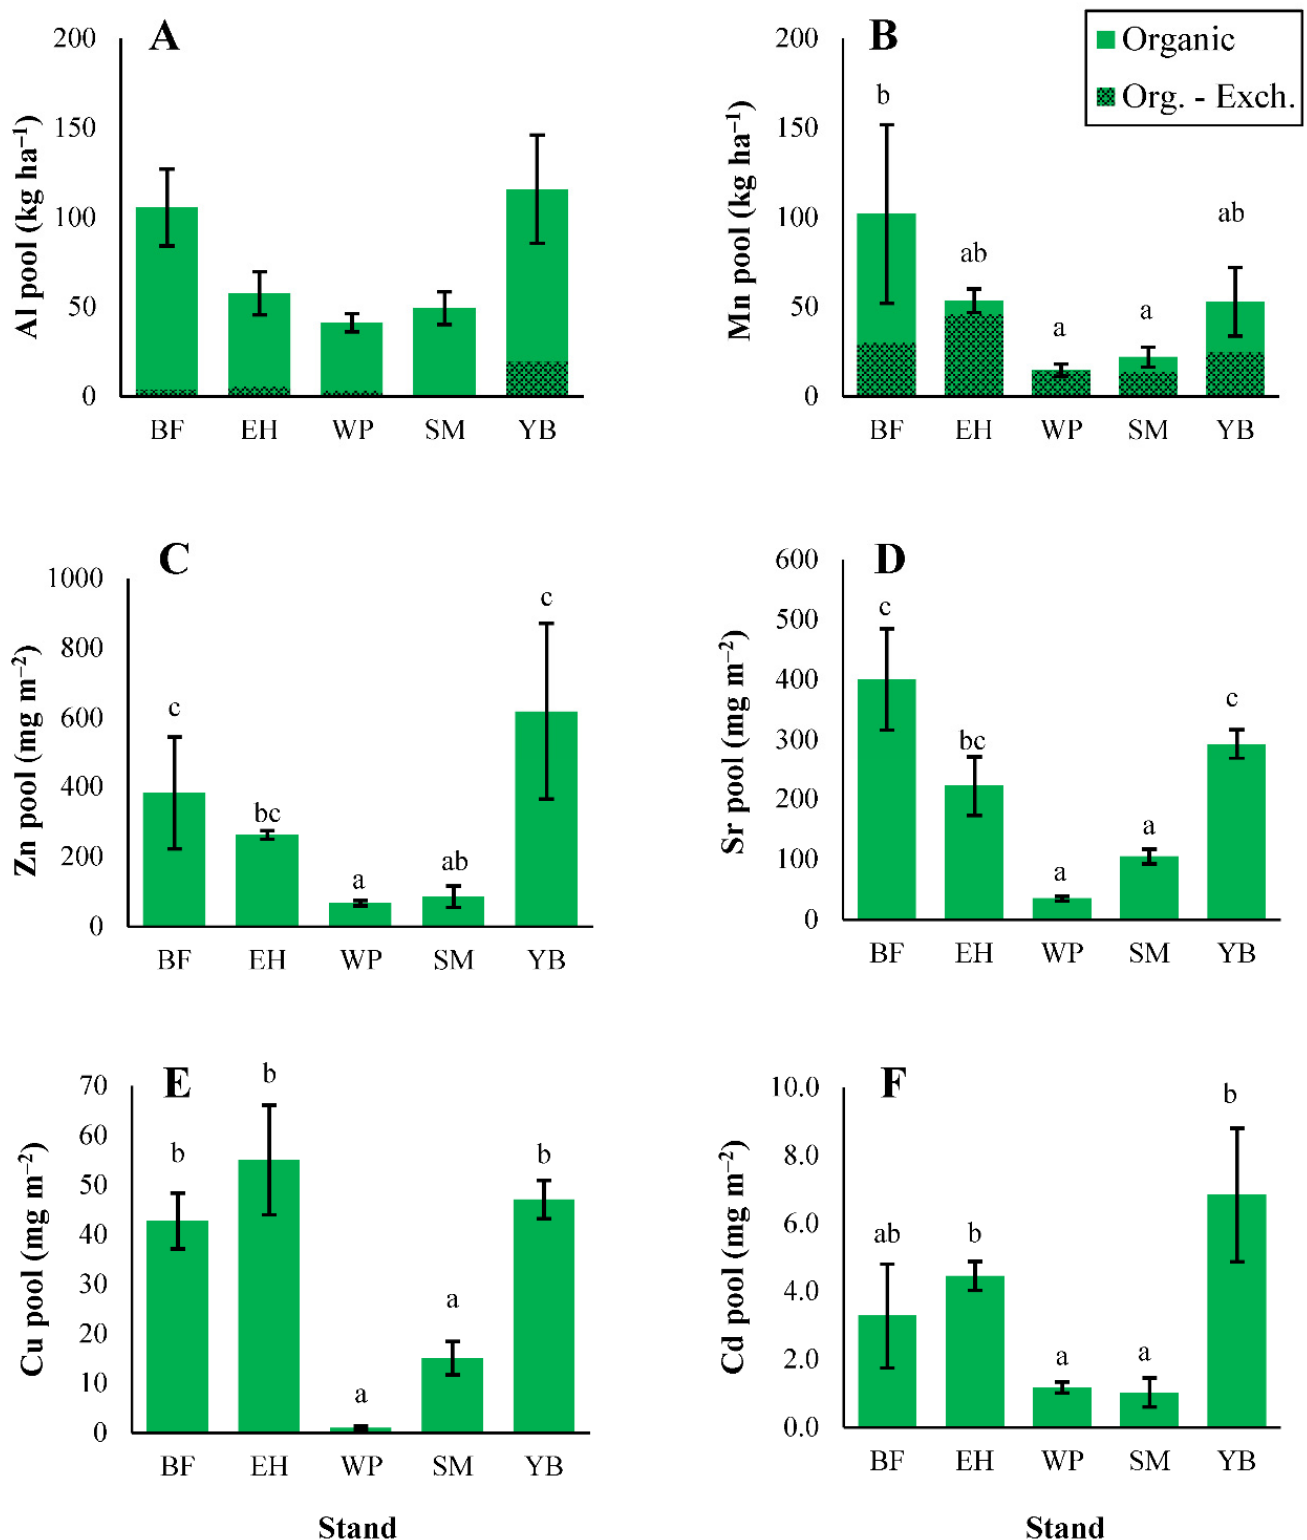 A
Al pool (kg ha⁻¹)
200
150
100
50
0
BF EH WP SM YB
B
Organic
Org. - Exch.
Mn pool (kg ha⁻¹)
200
150
100
50
0
b ab a a ab
BF EH WP SM YB
C
Zn pool (mg m⁻²)
1000
800
600
400
200
0
c bc a ab c
BF EH WP SM YB
D
Sr pool (mg m⁻²)
600
500
400
300
200
100
0
c bc a a c
BF EH WP SM YB
E
Cu pool (mg m⁻²)
70
60
50
40
30
20
10
0
b b a a b
BF EH WP SM YB
Stand
F
Cd pool (mg m⁻²)
10.0
8.0
6.0
4.0
2.0
0.0
ab b a a b
BF EH WP SM YB
Stand